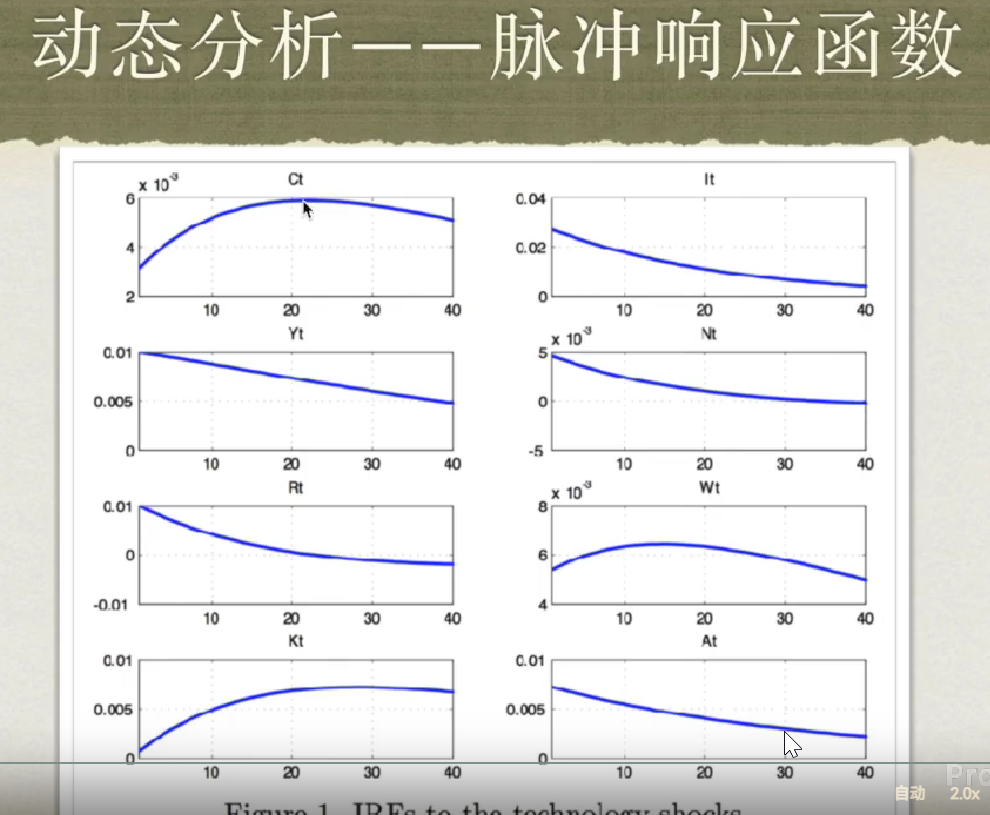 动态分析——脉冲响应函数
x 10⁻³ Ct It
6 4 2
10 20 30 40
0.04 0.02 0
10 20 30 40
Yt Nt
0.01 0.005 0
10 20 30 40
x 10⁻³
5 0 -5
10 20 30 40
Rt Wt
0.01 0 -0.01
10 20 30 40
x 10⁻³
8 6 4
10 20 30 40
Kt At
0.01 0.005 0
10 20 30 40
0.01 0.005 0
10 20 30 40
Figure 1. IRFs to the technology shocks
自动 2.0x